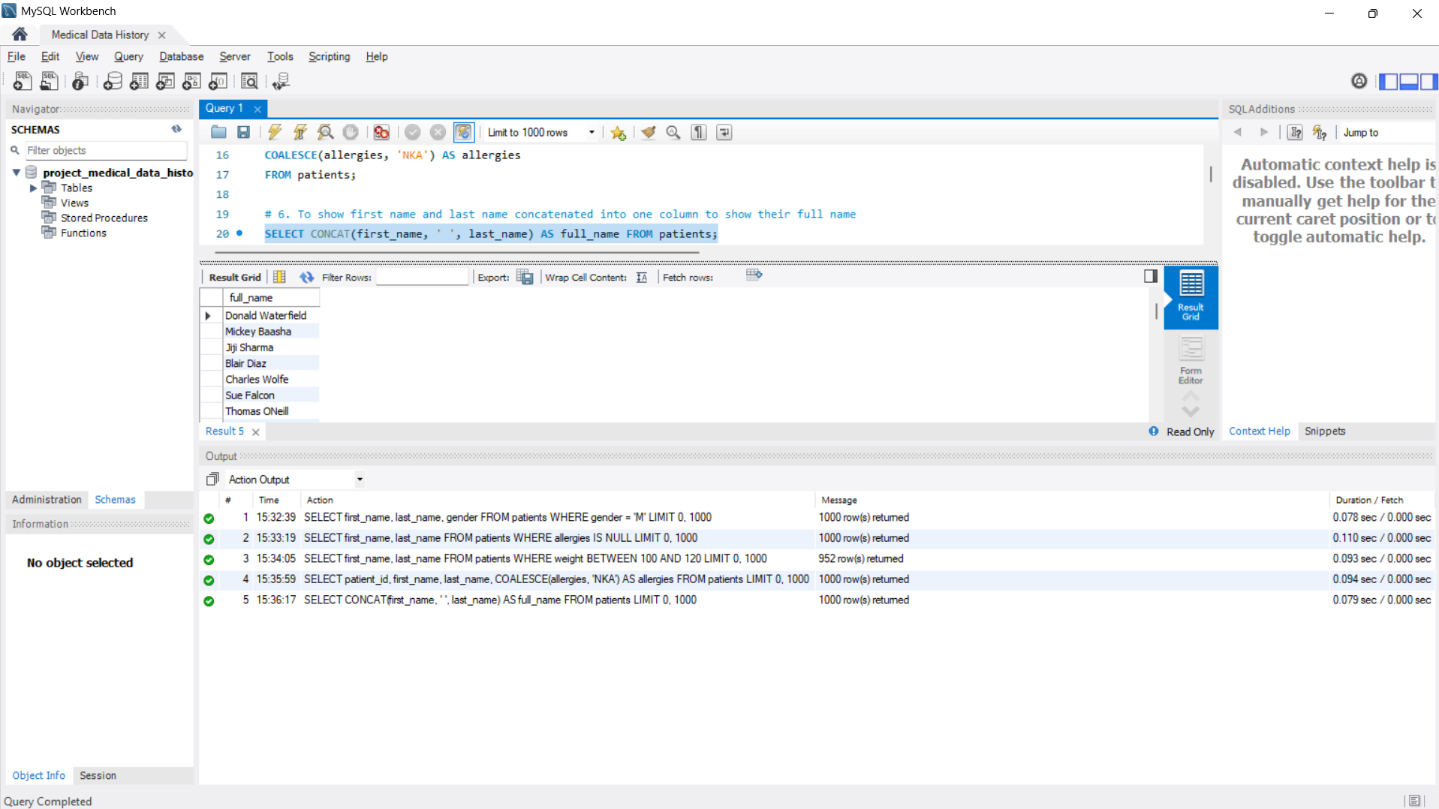 MySQL Workbench
Medical Data History
File Edit View Query Database Server Tools Scripting Help
Navigator
SCHEMAS
Filter objects
project_medical_data_histo
Tables
Views
Stored Procedures
Functions
Administration Schemas
Information
No object selected
Object Info Session
Query Completed
Query 1
Limit to 1000 rows
16 COALESCE(allergies, 'NKA') AS allergies
17 FROM patients;
18
19 # 6. To show first name and last name concatenated into one column to show their full name
20 SELECT CONCAT(first_name, ' ', last_name) AS full_name FROM patients;
Result Grid Filter Rows: Export: Wrap Cell Content: Fetch rows:
full_name
Donald Waterfield
Mickey Baasha
Jiji Sharma
Blair Diaz
Charles Wolfe
Sue Falcon
Thomas ONeill
Result Grid
Form Editor
Result 5
Read Only
SQLAdditions
Jump to
Automatic context help is
disabled. Use the toolbar t
manually get help for the
current caret position or to
toggle automatic help.
Context Help Snippets
Output
Action Output
# Time Action Message Duration / Fetch
1 15:32:39 SELECT first_name, last_name, gender FROM patients WHERE gender = 'M' LIMIT 0, 1000 1000 row(s) returned 0.078 sec / 0.000 sec
2 15:33:19 SELECT first_name, last_name FROM patients WHERE allergies IS NULL LIMIT 0, 1000 1000 row(s) returned 0.110 sec / 0.000 sec
3 15:34:05 SELECT first_name, last_name FROM patients WHERE weight BETWEEN 100 AND 120 LIMIT 0, 1000 952 row(s) returned 0.093 sec / 0.000 sec
4 15:35:59 SELECT patient_id, first_name, last_name, COALESCE(allergies, 'NKA') AS allergies FROM patients LIMIT 0, 1000 1000 row(s) returned 0.094 sec / 0.000 sec
5 15:36:17 SELECT CONCAT(first_name, ' ', last_name) AS full_name FROM patients LIMIT 0, 1000 1000 row(s) returned 0.079 sec / 0.000 sec